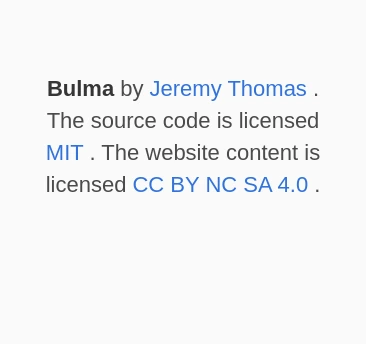 Bulma by Jeremy Thomas .
The source code is licensed
MIT . The website content is
licensed CC BY NC SA 4.0 .